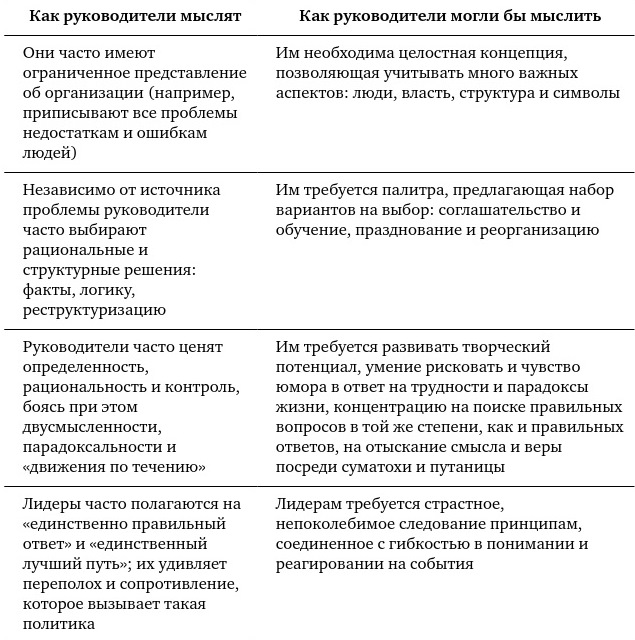 Как руководители мыслят
Как руководители могли бы мыслить
Они часто имеют
ограниченное представление
об организации (например,
приписывают все проблемы
недостаткам и ошибкам
людей)
Им необходима целостная концепция,
позволяющая учитывать много важных
аспектов: люди, власть, структура и символы
Независимо от источника
проблемы руководители
часто выбирают
рациональные и
структурные решения:
факты, логику,
реструктуризацию
Им требуется палитра, предлагающая набор
вариантов на выбор: соглашательство и
обучение, празднование и реорганизацию
Руководители часто ценят
определенность,
рациональность и контроль,
боясь при этом
двусмысленности,
парадоксальности и
«движения по течению»
Им требуется развивать творческий
потенциал, умение рисковать и чувство
юмора в ответ на трудности и парадоксы
жизни, концентрацию на поиске правильных
вопросов в той же степени, как и правильных
ответов, на отыскание смысла и веры
посреди суматохи и путаницы
Лидеры часто полагаются на
«единственно правильный
ответ» и «единственный
лучший путь»; их удивляет
переполох и сопротивление,
которое вызывает такая
политика
Лидерам требуется страстное,
непоколебимое следование принципам,
соединенное с гибкостью в понимании и
реагировании на события